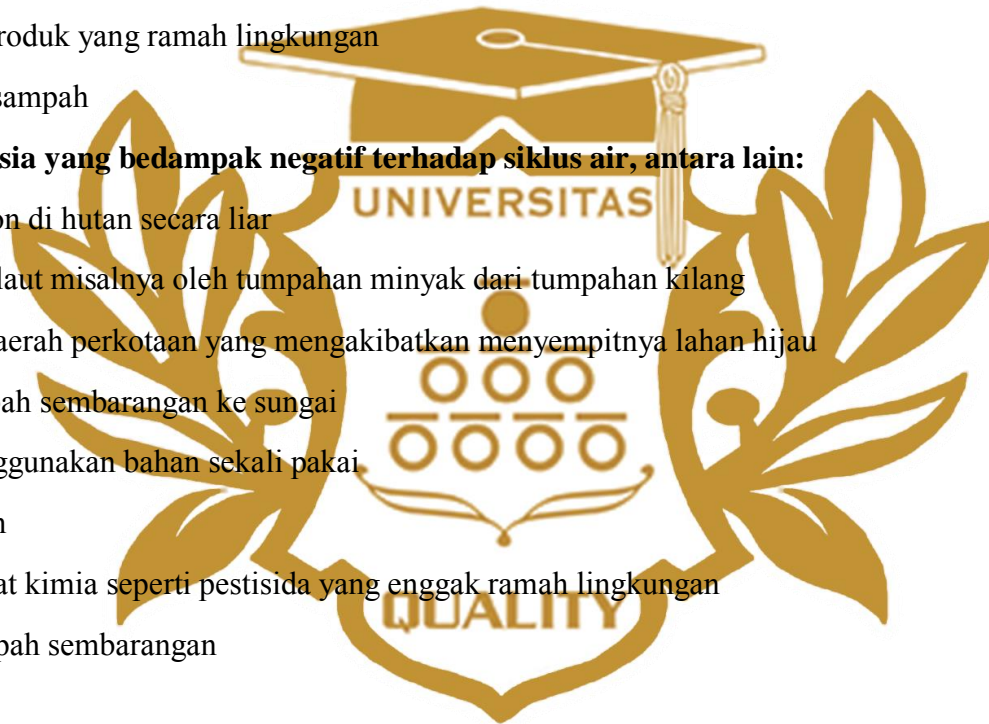 roduk yang ramah lingkungan
sampah
sia yang bedampak negatif terhadap siklus air, antara lain:
UNIVERSITAS
on di hutan secara liar
laut misalnya oleh tumpahan minyak dari tumpahan kilang
aerah perkotaan yang mengakibatkan menyempitnya lahan hijau
ah sembarangan ke sungai
ggunakan bahan sekali pakai
n
at kimia seperti pestisida yang enggak ramah lingkungan
QUALITY
pah sembarangan